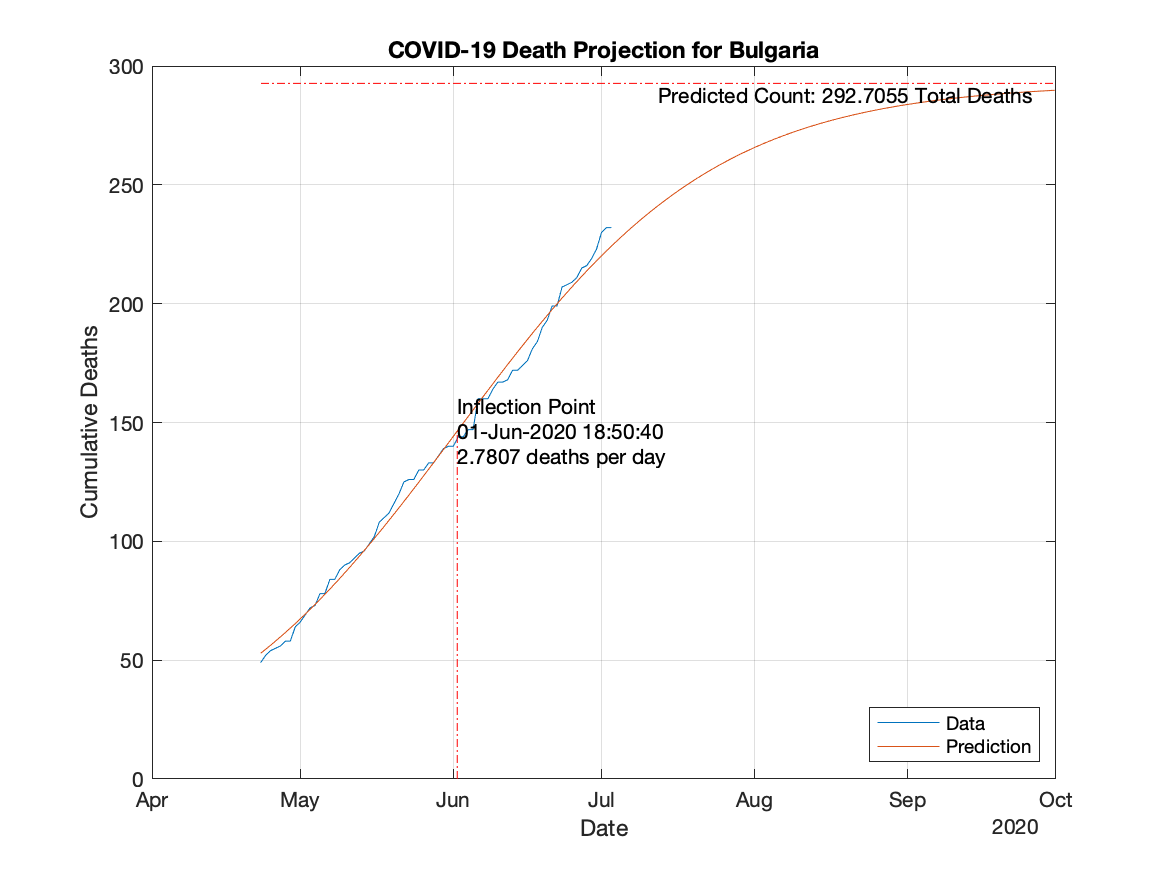 COVID-19 Death Projection for Bulgaria
300
Predicted Count: 292.7055 Total Deaths
250
200
Inflection Point
150
01-Jun-2020 18:50:40
2.7807 deaths per day
Cumulative Deaths
100
50
Data
Prediction
0
Apr May Jun Jul Aug Sep Oct
Date
2020